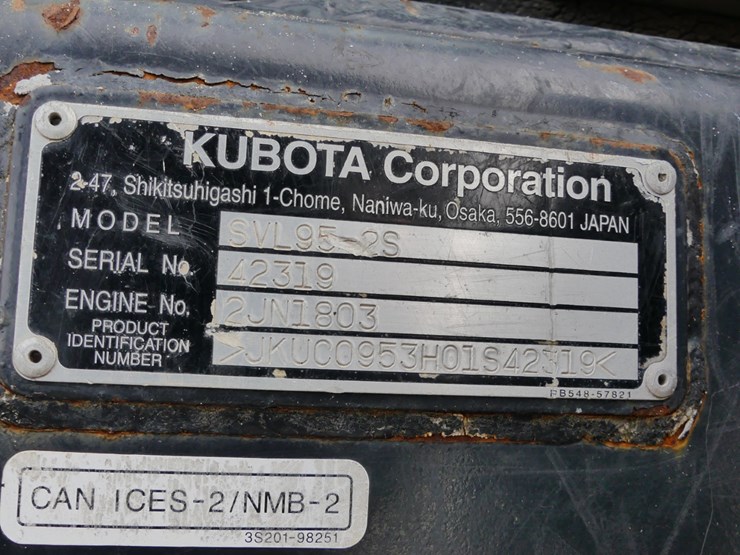 KUBOTA Corporation
2-47, Shikitsuhigashi 1-Chome, Naniwa-ku, Osaka, 556-8601 JAPAN
MODEL SVL95-2S
SERIAL No. 42319
ENGINE No. 2JN1803
PRODUCT
IDENTIFICATION
NUMBER >JKUC0953H01S42319<
PB548-57821
CAN ICES-2/NMB-2
3S201-98251